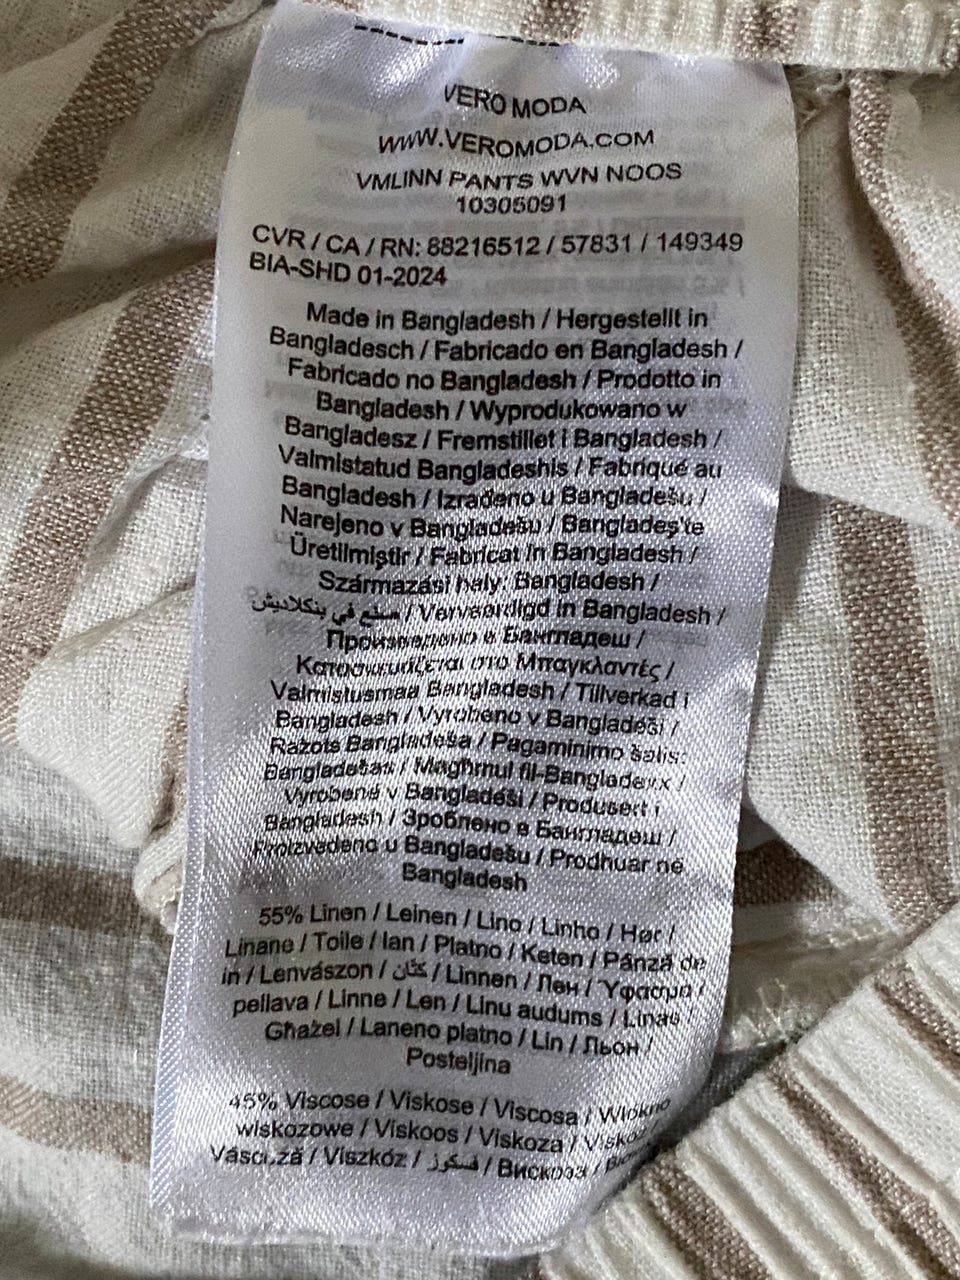 VERO MODA
WWW.VEROMODA.COM
VMLINN PANTS WVN NOOS
10305091
CVR / CA / RN: 88216512 / 57831 / 149349
BIA-SHD 01-2024
Made in Bangladesh / Hergestellt in
Bangladesch / Fabricado en Bangladesh /
Fabricado no Bangladesh / Prodotto in
Bangladesh / Wyprodukowano w
Bangladesz / Fremstillet i Bangladesh /
Valmistatud Bangladeshis / Fabriqué au
Bangladesh / Izrađeno u Bangladešu /
Narejeno v Bangladešu / Bangladeş'te
Üretilmiştir / Fabricat în Bangladesh /
Származási hely: Bangladesh /
صنع في بنكلاديش / Vervaardigd in Bangladesh /
Произведено в Бангладеш /
Κατασκευάζεται στο Μπαγκλαντές /
Valmistusmaa Bangladesh / Tillverkad i
Bangladesh / Vyrobeno v Bangladéši /
Ražots Bangladeša / Pagaminimo šalis:
Bangladešas / Magħmul fil-Bangladexx /
Vyrobené v Bangladéši / Produsert i
Bangladesh / Зроблено в Бангладеш /
Proizvedeno u Bangladešu / Prodhuar në
Bangladesh
55% Linen / Leinen / Lino / Linho / Hør /
Linane / Toile / lan / Platno / Keten / Pânză de
in / Lenvászon / كتّان / Linnen / Лен / Ύφασμα /
pellava / Linne / Len / Linu audums / Linas /
Għażel / Laneno platno / Lin / Льон /
Posteljina
45% Viscose / Viskose / Viscosa / Włókno
wiskozowe / Viskoos / Viskoza /
Vâscoză / Viszkóz / فسكوز / Вискоза /